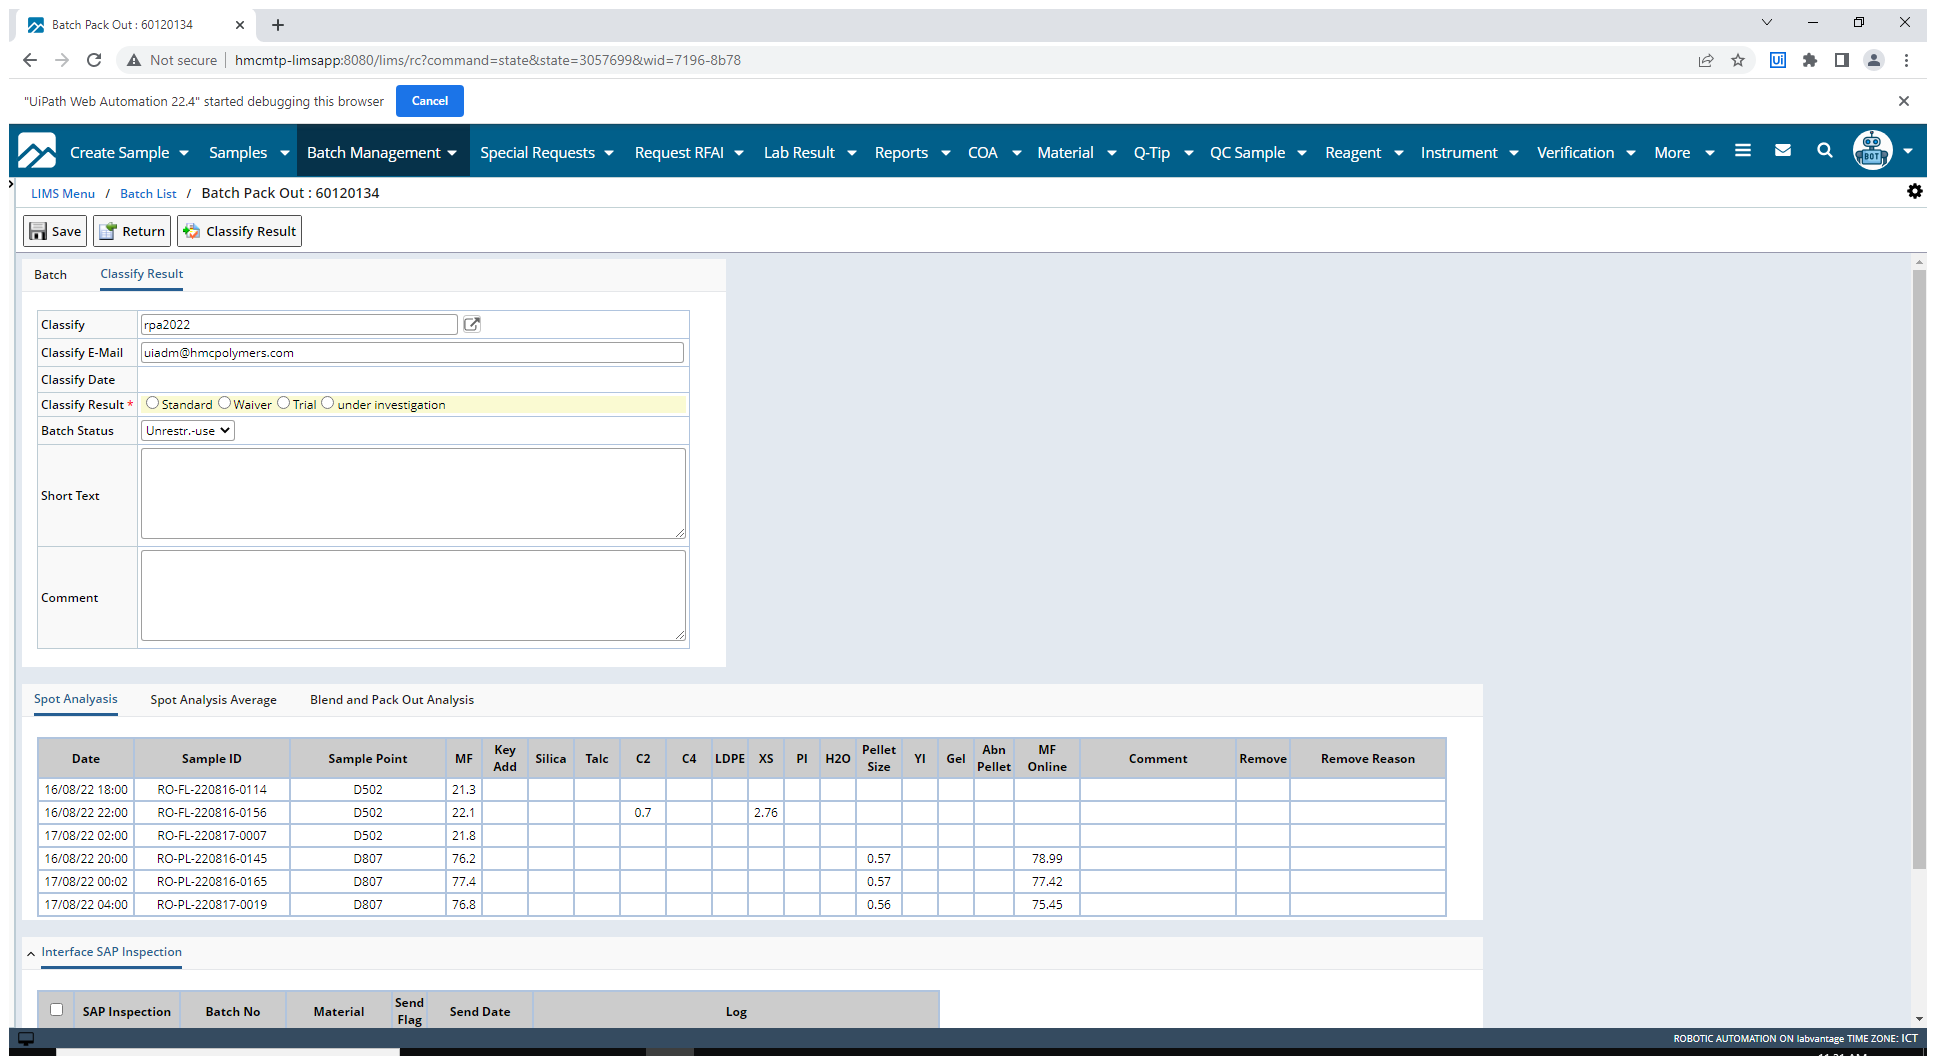 Batch Pack Out : 60120134
Not secure hmcmtp-limsapp:8080/lims/rc?command=state&state=3057699&wid=7196-8b78
Ui
"UiPath Web Automation 22.4" started debugging this browser Cancel
Create Sample Samples Batch Management Special Requests Request RFAI Lab Result Reports COA Material Q-Tip QC Sample Reagent Instrument Verification More BOT
LIMS Menu / Batch List / Batch Pack Out : 60120134
Save Return Classify Result
Batch Classify Result
Classify rpa2022
Classify E-Mail uiadm@hmcpolymers.com
Classify Date
Classify Result * Standard Waiver Trial under investigation
Batch Status Unrestr.-use
Short Text
Comment
Spot Analyasis Spot Analysis Average Blend and Pack Out Analysis
Date Sample ID Sample Point MF Key Add Silica Talc C2 C4 LDPE XS PI H2O Pellet Size YI Gel Abn Pellet MF Online Comment Remove Remove Reason
16/08/22 18:00 RO-FL-220816-0114 D502 21.3
16/08/22 22:00 RO-FL-220816-0156 D502 22.1 0.7 2.76
17/08/22 02:00 RO-FL-220817-0007 D502 21.8
16/08/22 20:00 RO-PL-220816-0145 D807 76.2 0.57 78.99
17/08/22 00:02 RO-PL-220816-0165 D807 77.4 0.57 77.42
17/08/22 04:00 RO-PL-220817-0019 D807 76.8 0.56 75.45
Interface SAP Inspection
SAP Inspection Batch No Material Send Flag Send Date Log
ROBOTIC AUTOMATION ON labvantage TIME ZONE: ICT